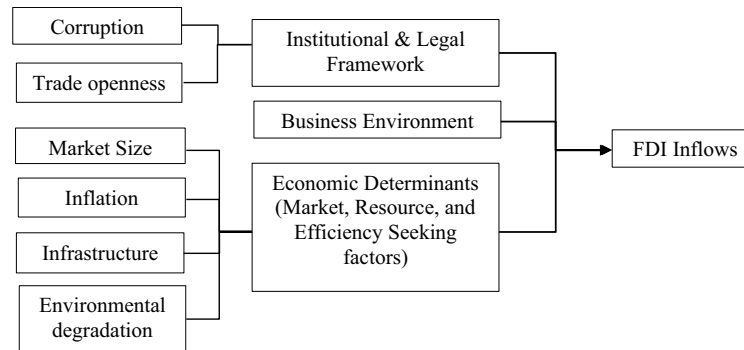 Corruption
Trade openness
Market Size
Inflation
Infrastructure
Environmental
degradation
Institutional & Legal
Framework
Business Environment
Economic Determinants
(Market, Resource, and
Efficiency Seeking
factors)
FDI Inflows